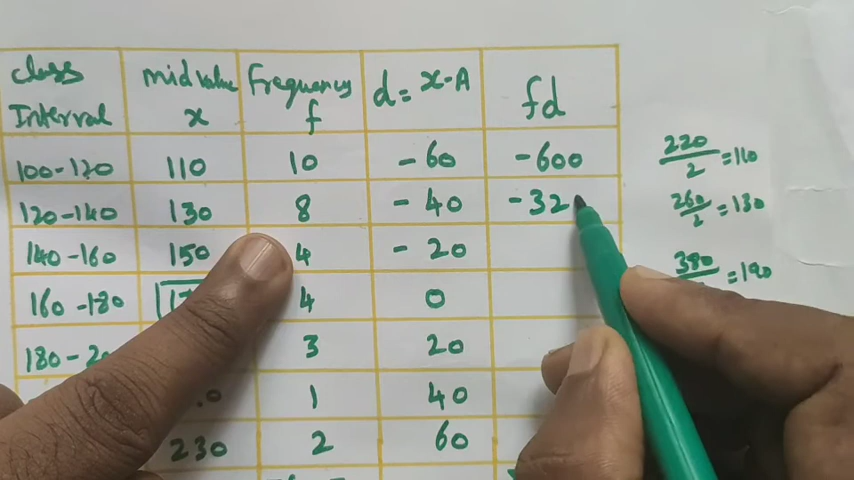 class Interval mid value x Frequency f d = x-A fd
100-120 110 10 -60 -600
120-140 130 8 -40 -32
140-160 150 4 -20
160-180 4 0
180-20 3 20
1 40
230 2 60
220/2 = 110
260/2 = 130
380 = 190